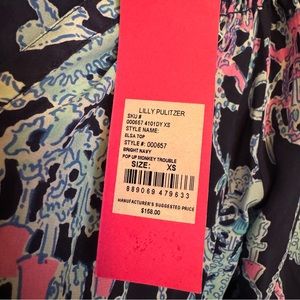 LILLY PULITZER
SKU #
000657 4101DY XS
STYLE NAME:
ELSA TOP
STYLE #: 000657
BRIGHT NAVY
POP UP MONKEY TROUBLE
SIZE: XS
889069 479633
MANUFACTURER'S SUGGESTED PRICE
$158.00